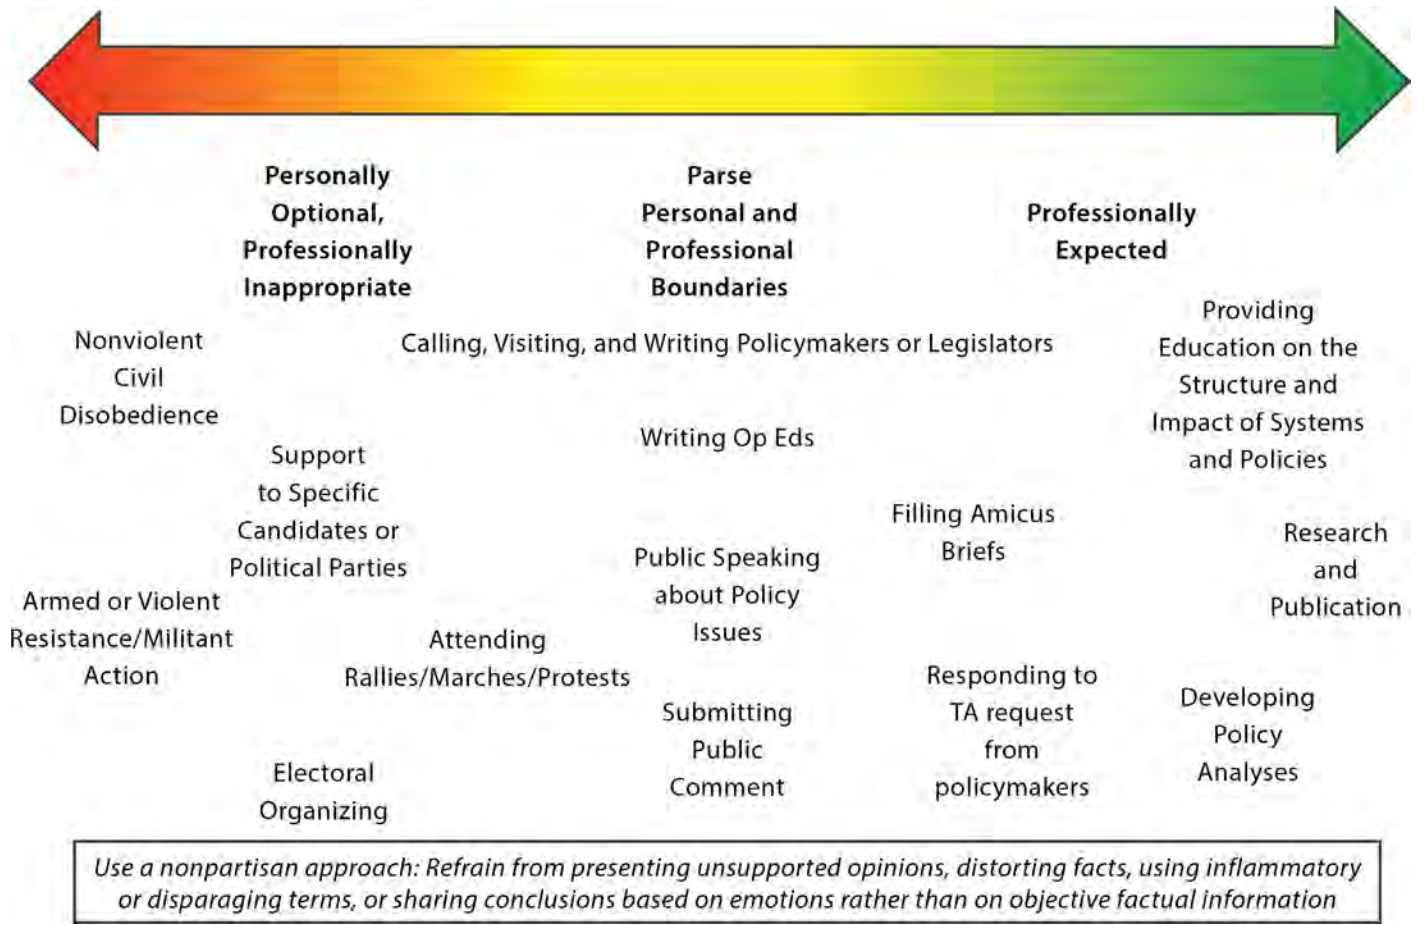 Personally
Optional,
Professionally
Inappropriate
Parse
Personal and
Professional
Boundaries
Professionally
Expected
Nonviolent
Civil
Disobedience
Calling, Visiting, and Writing Policymakers or Legislators
Providing
Education on the
Structure and
Impact of Systems
and Policies
Support
to Specific
Candidates or
Political Parties
Writing Op Eds
Filling Amicus
Briefs
Research
and
Publication
Armed or Violent
Resistance/Militant
Action
Attending
Rallies/Marches/Protests
Public Speaking
about Policy
Issues
Submitting
Public
Comment
Responding to
TA request
from
policymakers
Developing
Policy
Analyses
Electoral
Organizing
Use a nonpartisan approach: Refrain from presenting unsupported opinions, distorting facts, using inflammatory
or disparaging terms, or sharing conclusions based on emotions rather than on objective factual information